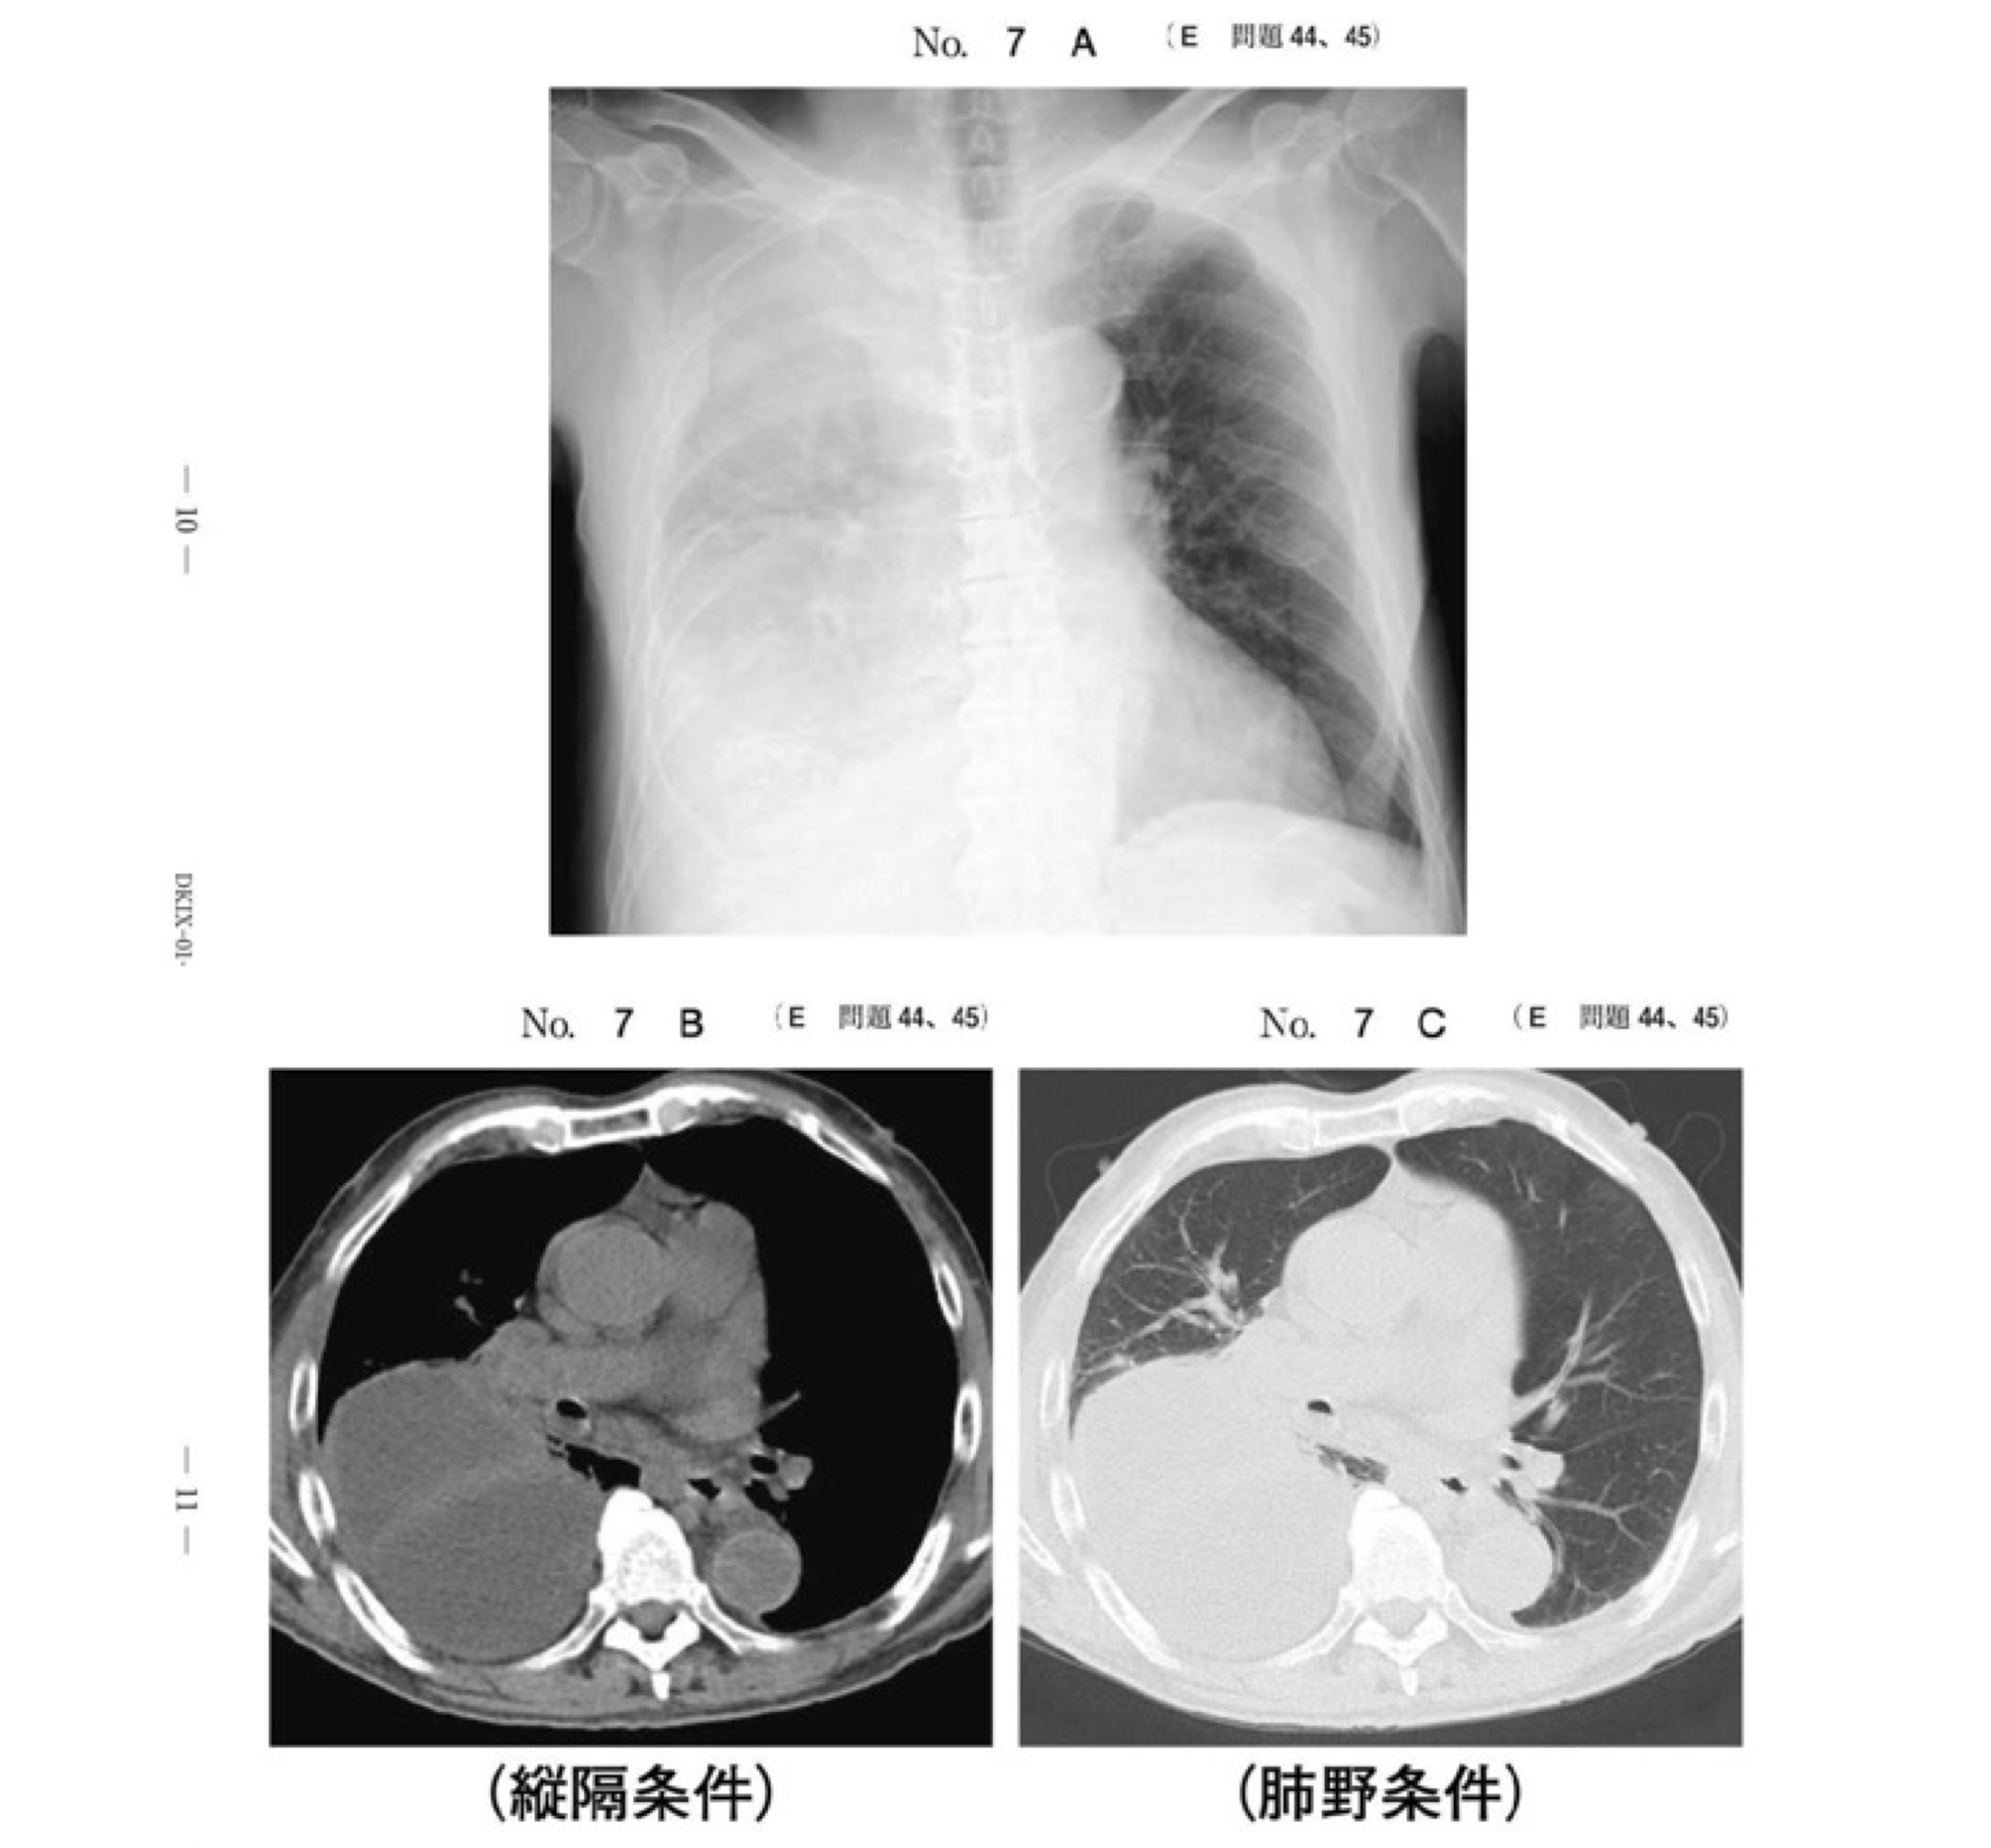 No. 7 A (E 問題 44、45)
— 10 —
DKIX-01-
No. 7 B (E 問題 44、45)
No. 7 C (E 問題 44、45)
— 11 —
(縦隔条件)
(肺野条件)